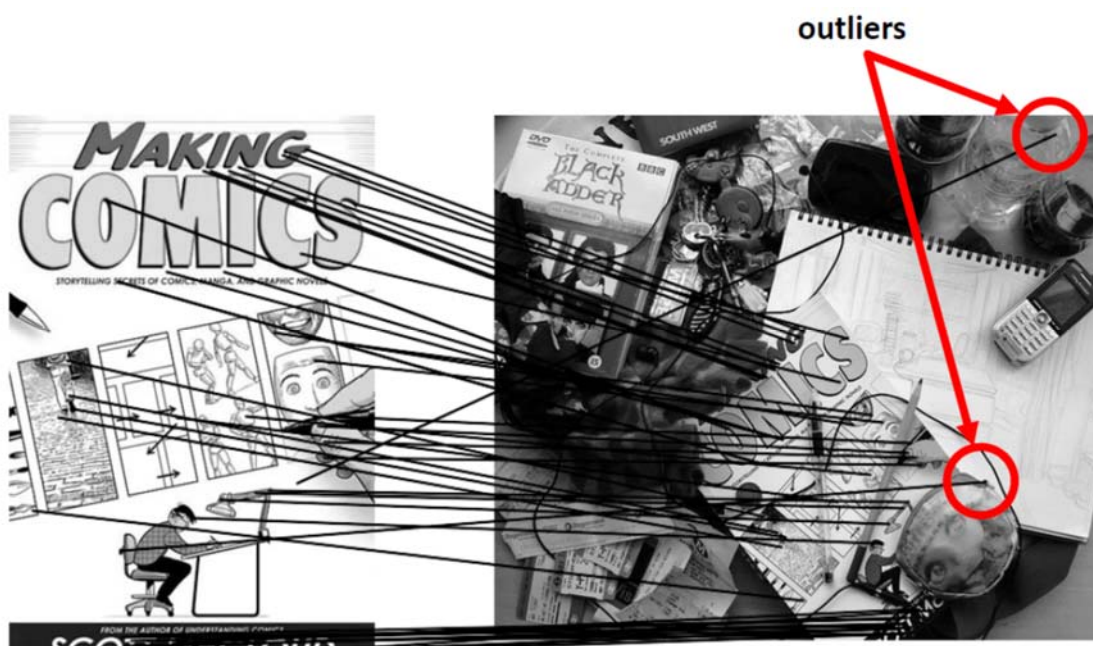 outliers
MAKING
COMICS
STORYTELLING SECRETS OF COMICS, MANGA, AND GRAPHIC NOVELS
FROM THE AUTHOR OF UNDERSTANDING COMICS
SOUTH WEST
DVD
THE COMPLETE
BLACK
ADDER
BBC
15
COMICS